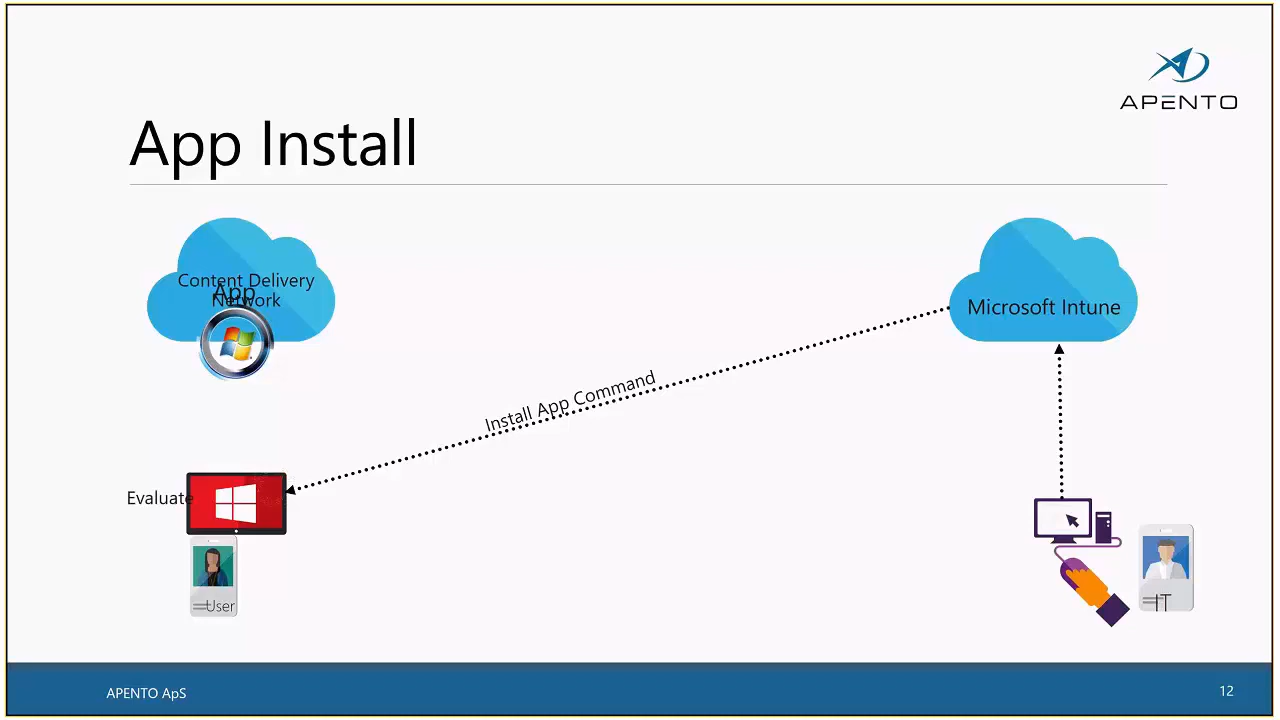 APENTO
App Install
Content Delivery
Network
App
Microsoft Intune
Install App Command
Evaluate
User
IT
APENTO ApS
12